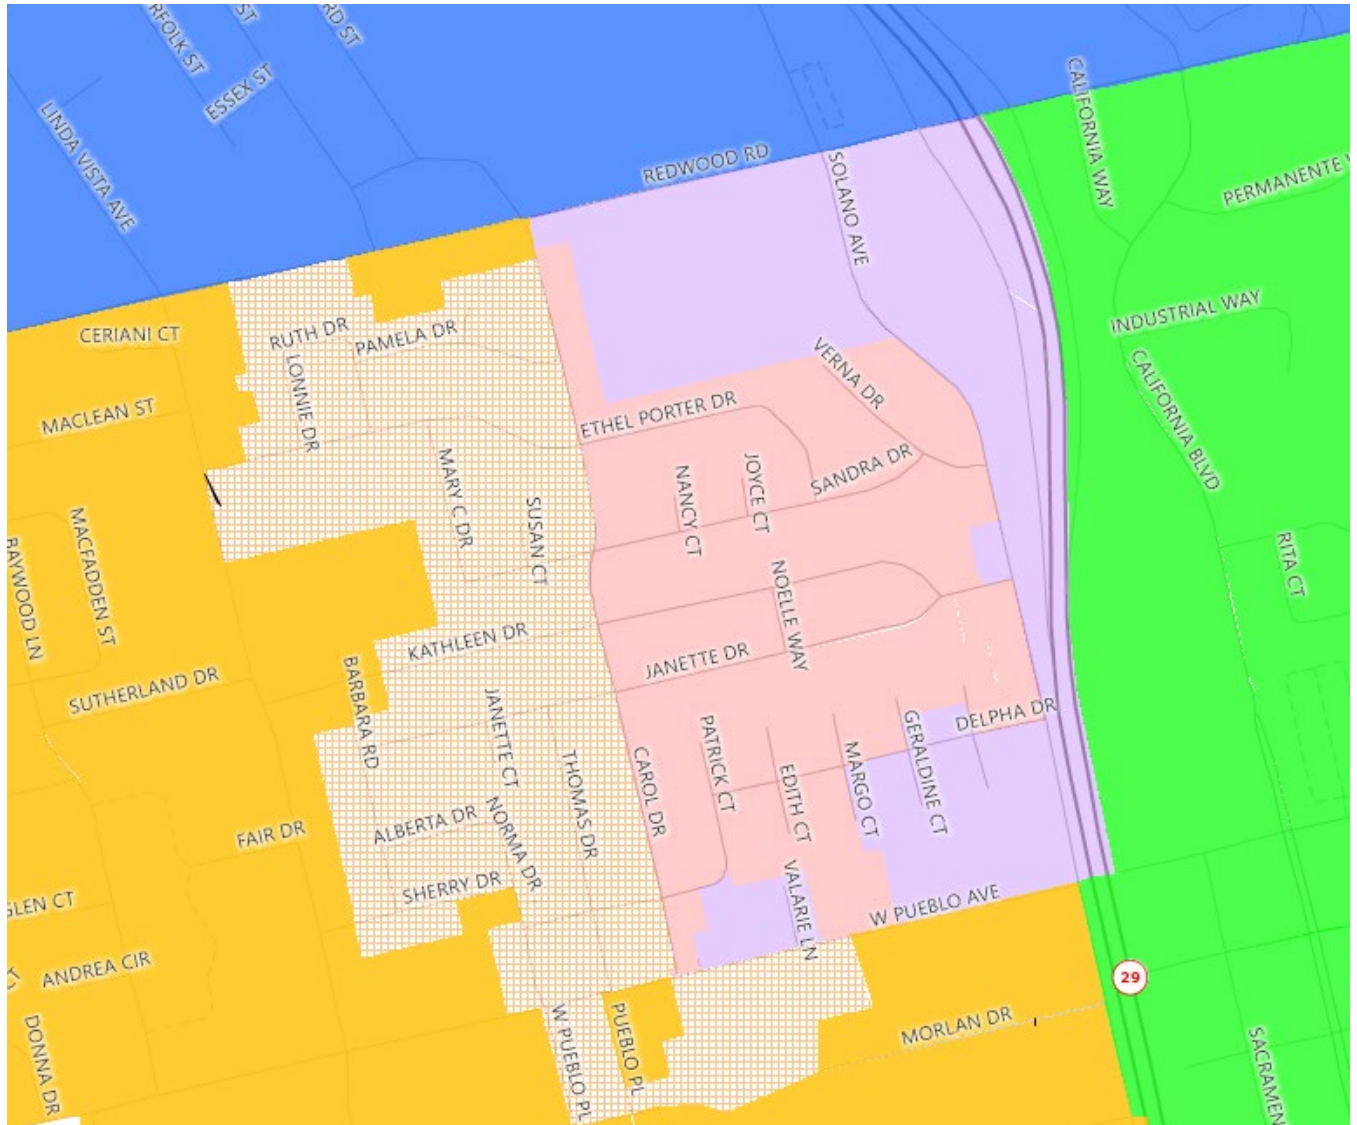 RFOLK ST
ST
RD ST
ESSEX ST
LINDA VISTA AVE
CALIFORNIA WAY
REDWOOD RD
SOLANO AVE
PERMANENTE
CERIANI CT
RUTH DR
PAMELA DR
LONNIE DR
VERNA DR
INDUSTRIAL WAY
CALIFORNIA BLVD
MACLEAN ST
ETHEL PORTER DR
MARY C DR
NANCY CT
JOYCE CT
SANDRA DR
SUSAN CT
MACFADDEN ST
BAYWOOD LN
RITA CT
NOELLE WAY
KATHLEEN DR
JANETTE DR
SUTHERLAND DR
BARBARA RD
JANETTE CT
PATRICK CT
GERALDINE CT
DELPHA DR
CAROL DR
THOMAS DR
EDITH CT
MARGO CT
FAIR DR
ALBERTA DR
NORMA DR
SHERRY DR
VALARIE LN
W PUEBLO AVE
GLEN CT
ANDREA CIR
29
DONNA DR
W PUEBLO PL
PUEBLO PL
MORLAN DR
SACRAMEN